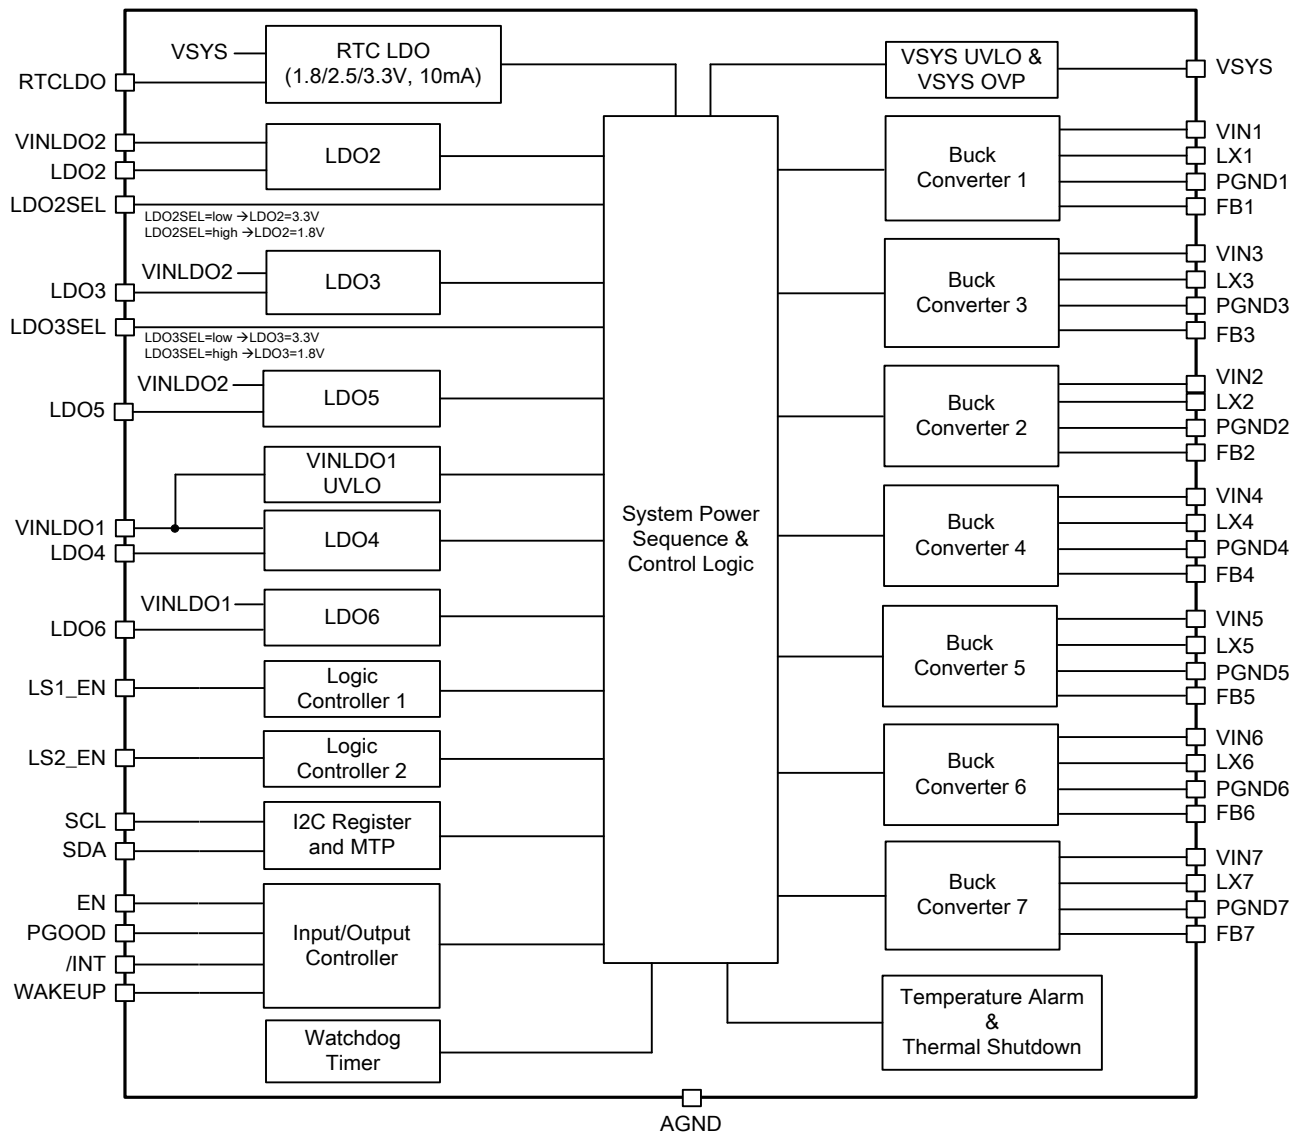 VSYS
RTC LDO
(1.8/2.5/3.3V, 10mA)
RTCLDO
VINLDO2
LDO2
LDO2
LDO2SEL
LDO2SEL=low →LDO2=3.3V
LDO2SEL=high →LDO2=1.8V
VINLDO2
LDO3
LDO3
LDO3SEL
LDO3SEL=low →LDO3=3.3V
LDO3SEL=high →LDO3=1.8V
VINLDO2
LDO5
LDO5
VINLDO1
UVLO
VINLDO1
LDO4
LDO4
VINLDO1
LDO6
LDO6
LS1_EN
Logic
Controller 1
LS2_EN
Logic
Controller 2
SCL
SDA
I2C Register
and MTP
EN
PGOOD
/INT
WAKEUP
Input/Output
Controller
Watchdog
Timer
System Power
Sequence &
Control Logic
VSYS UVLO &
VSYS OVP
VSYS
Buck
Converter 1
VIN1
LX1
PGND1
FB1
Buck
Converter 3
VIN3
LX3
PGND3
FB3
Buck
Converter 2
VIN2
LX2
PGND2
FB2
Buck
Converter 4
VIN4
LX4
PGND4
FB4
Buck
Converter 5
VIN5
LX5
PGND5
FB5
Buck
Converter 6
VIN6
LX6
PGND6
FB6
Buck
Converter 7
VIN7
LX7
PGND7
FB7
Temperature Alarm
&
Thermal Shutdown
AGND